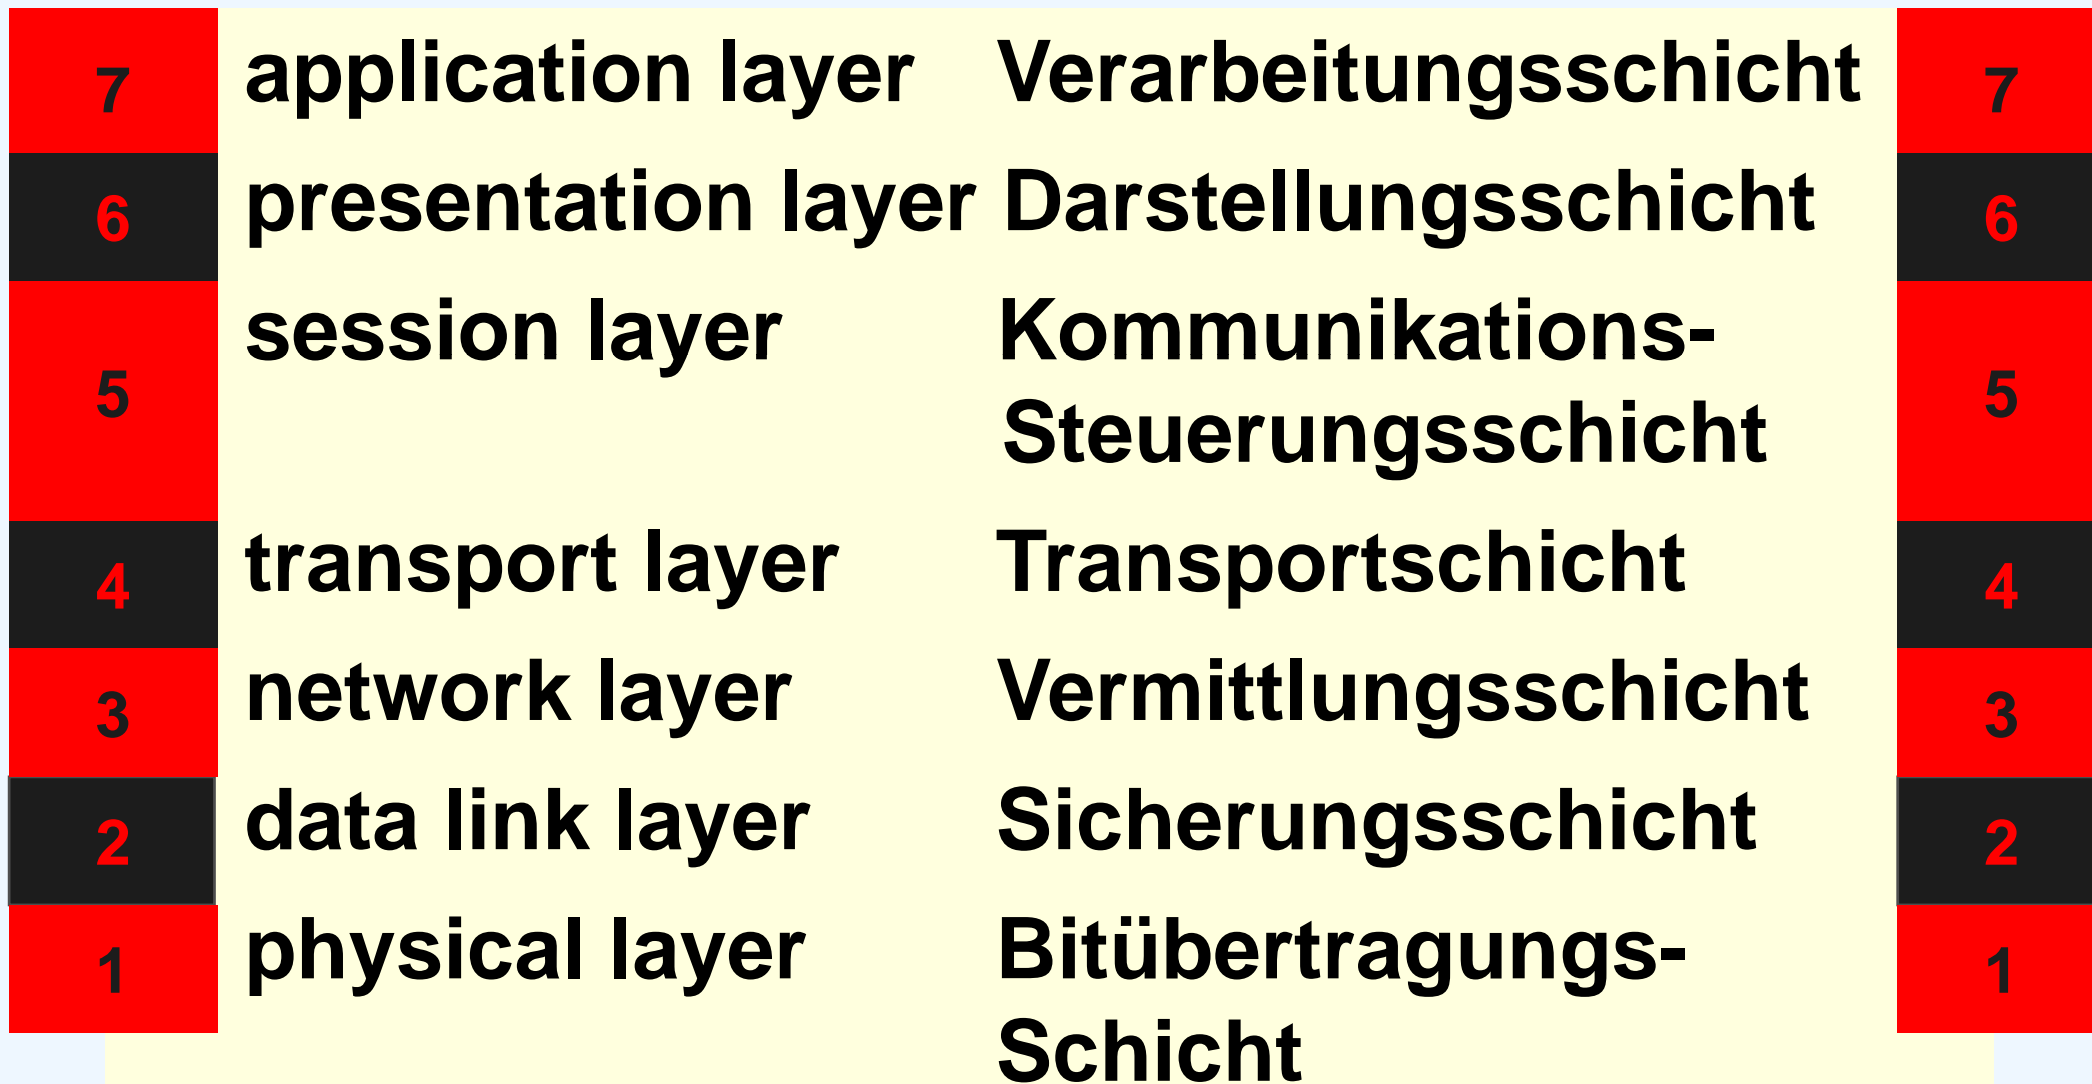 7 application layer Verarbeitungsschicht 7
6 presentation layer Darstellungsschicht 6
session layer Kommunikations-
5 5
Steuerungsschicht
4 transport layer Transportschicht 4
3 network layer Vermittlungsschicht 3
2 data link layer Sicherungsschicht 2
1 physical layer Bitübertragungs- 1
Schicht